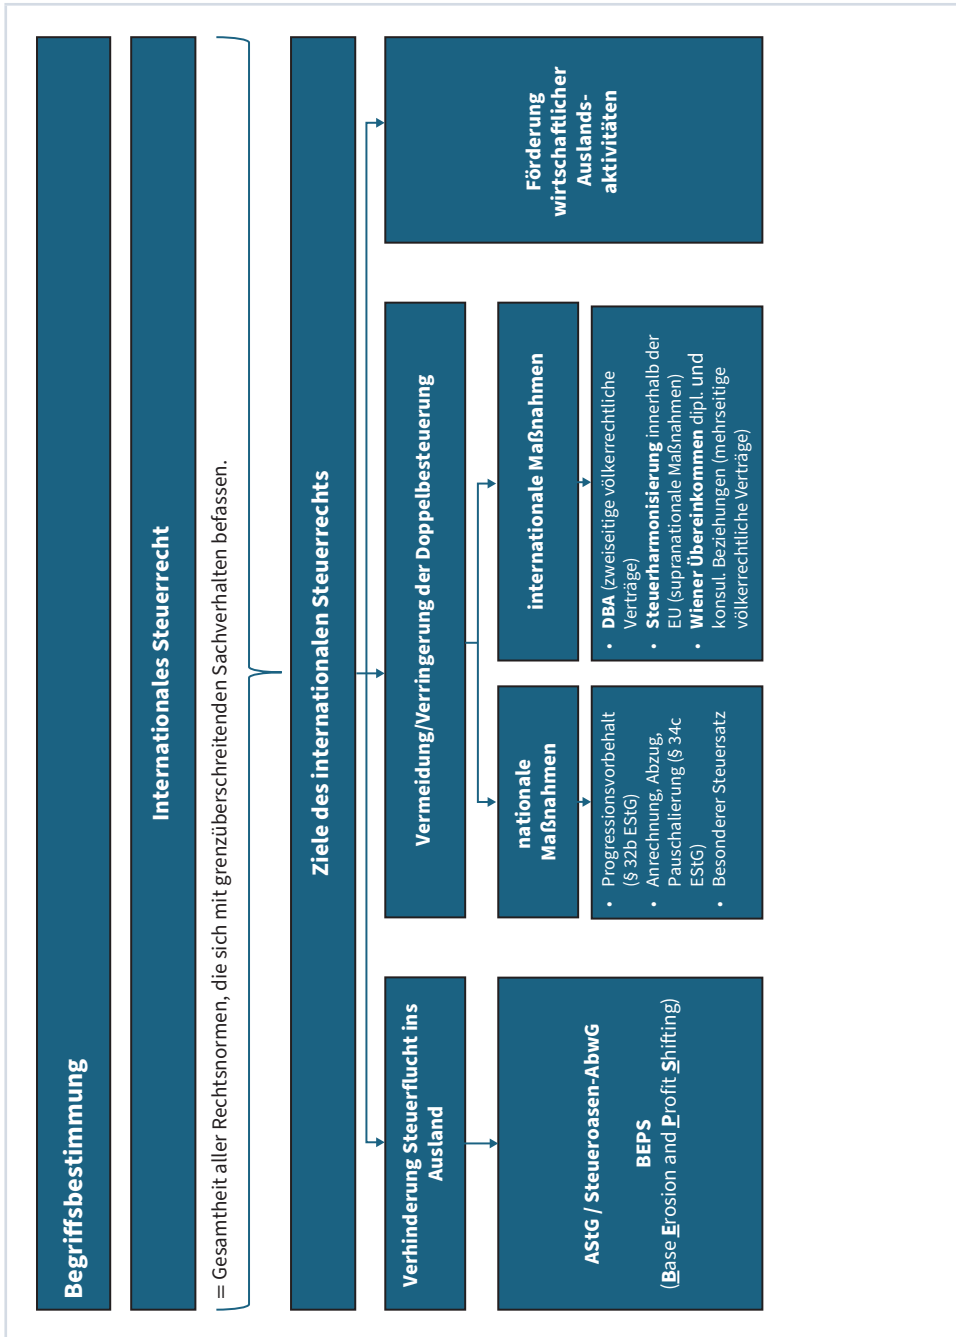 Begriffsbestimmung
Internationales Steuerrecht
= Gesamtheit aller Rechtsnormen, die sich mit grenzüberschreitenden Sachverhalten befassen.
Ziele des internationalen Steuerrechts
Verhinderung Steuerflucht ins
Ausland
AStG / Steueroasen-AbwG
BEPS
(Base Erosion and Profit Shifting)
Vermeidung/Verringerung der Doppelbesteuerung
nationale
Maßnahmen
• Progressionsvorbehalt
(§ 32b EStG)
• Anrechnung, Abzug,
Pauschalierung (§ 34c
EStG)
• Besonderer Steuersatz
internationale Maßnahmen
• DBA (zweiseitige völkerrechtliche
Verträge)
• Steuerharmonisierung innerhalb der
EU (supranationale Maßnahmen)
• Wiener Übereinkommen dipl. und
konsul. Beziehungen (mehrseitige
völkerrechtliche Verträge)
Förderung
wirtschaftlicher
Auslands-
aktivitäten